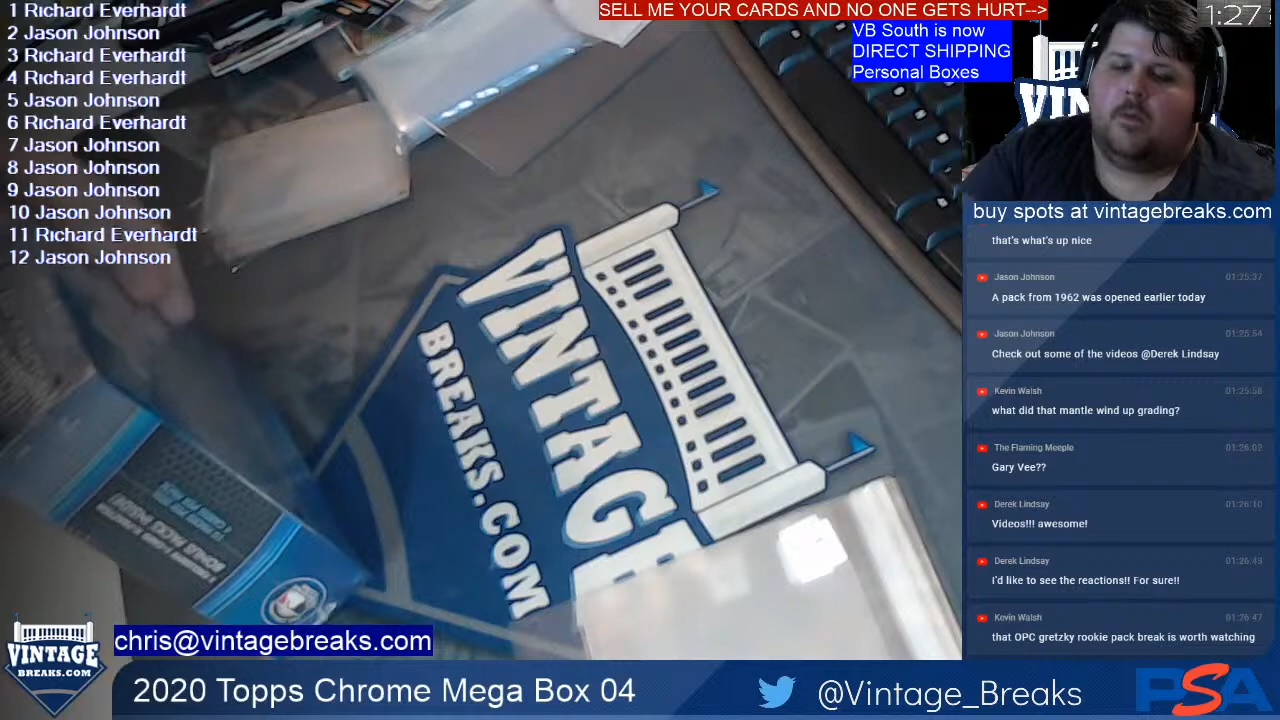 1 Richard Everhardt
2 Jason Johnson
3 Richard Everhardt
4 Richard Everhardt
5 Jason Johnson
6 Richard Everhardt
7 Jason Johnson
8 Jason Johnson
9 Jason Johnson
10 Jason Johnson
11 Richard Everhardt
12 Jason Johnson
SELL ME YOUR CARDS AND NO ONE GETS HURT-->
VB South is now
DIRECT SHIPPING
Personal Boxes
1:27
VIN
buy spots at vintagebreaks.com
that's what's up nice
Jason Johnson 01:25:37
A pack from 1962 was opened earlier today
Jason Johnson 01:25:54
Check out some of the videos @Derek Lindsay
Kevin Walsh 01:25:58
what did that mantle wind up grading?
The Flaming Meeple 01:26:02
Gary Vee??
Derek Lindsay 01:26:10
Videos!!! awesome!
Derek Lindsay 01:26:43
I'd like to see the reactions!! For sure!!
Kevin Walsh 01:26:47
that OPC gretzky rookie pack break is worth watching
VINTAGE
BREAKS.COM
VINTAGE
BREAKS.COM
chris@vintagebreaks.com
2020 Topps Chrome Mega Box 04
@Vintage_Breaks
PSA